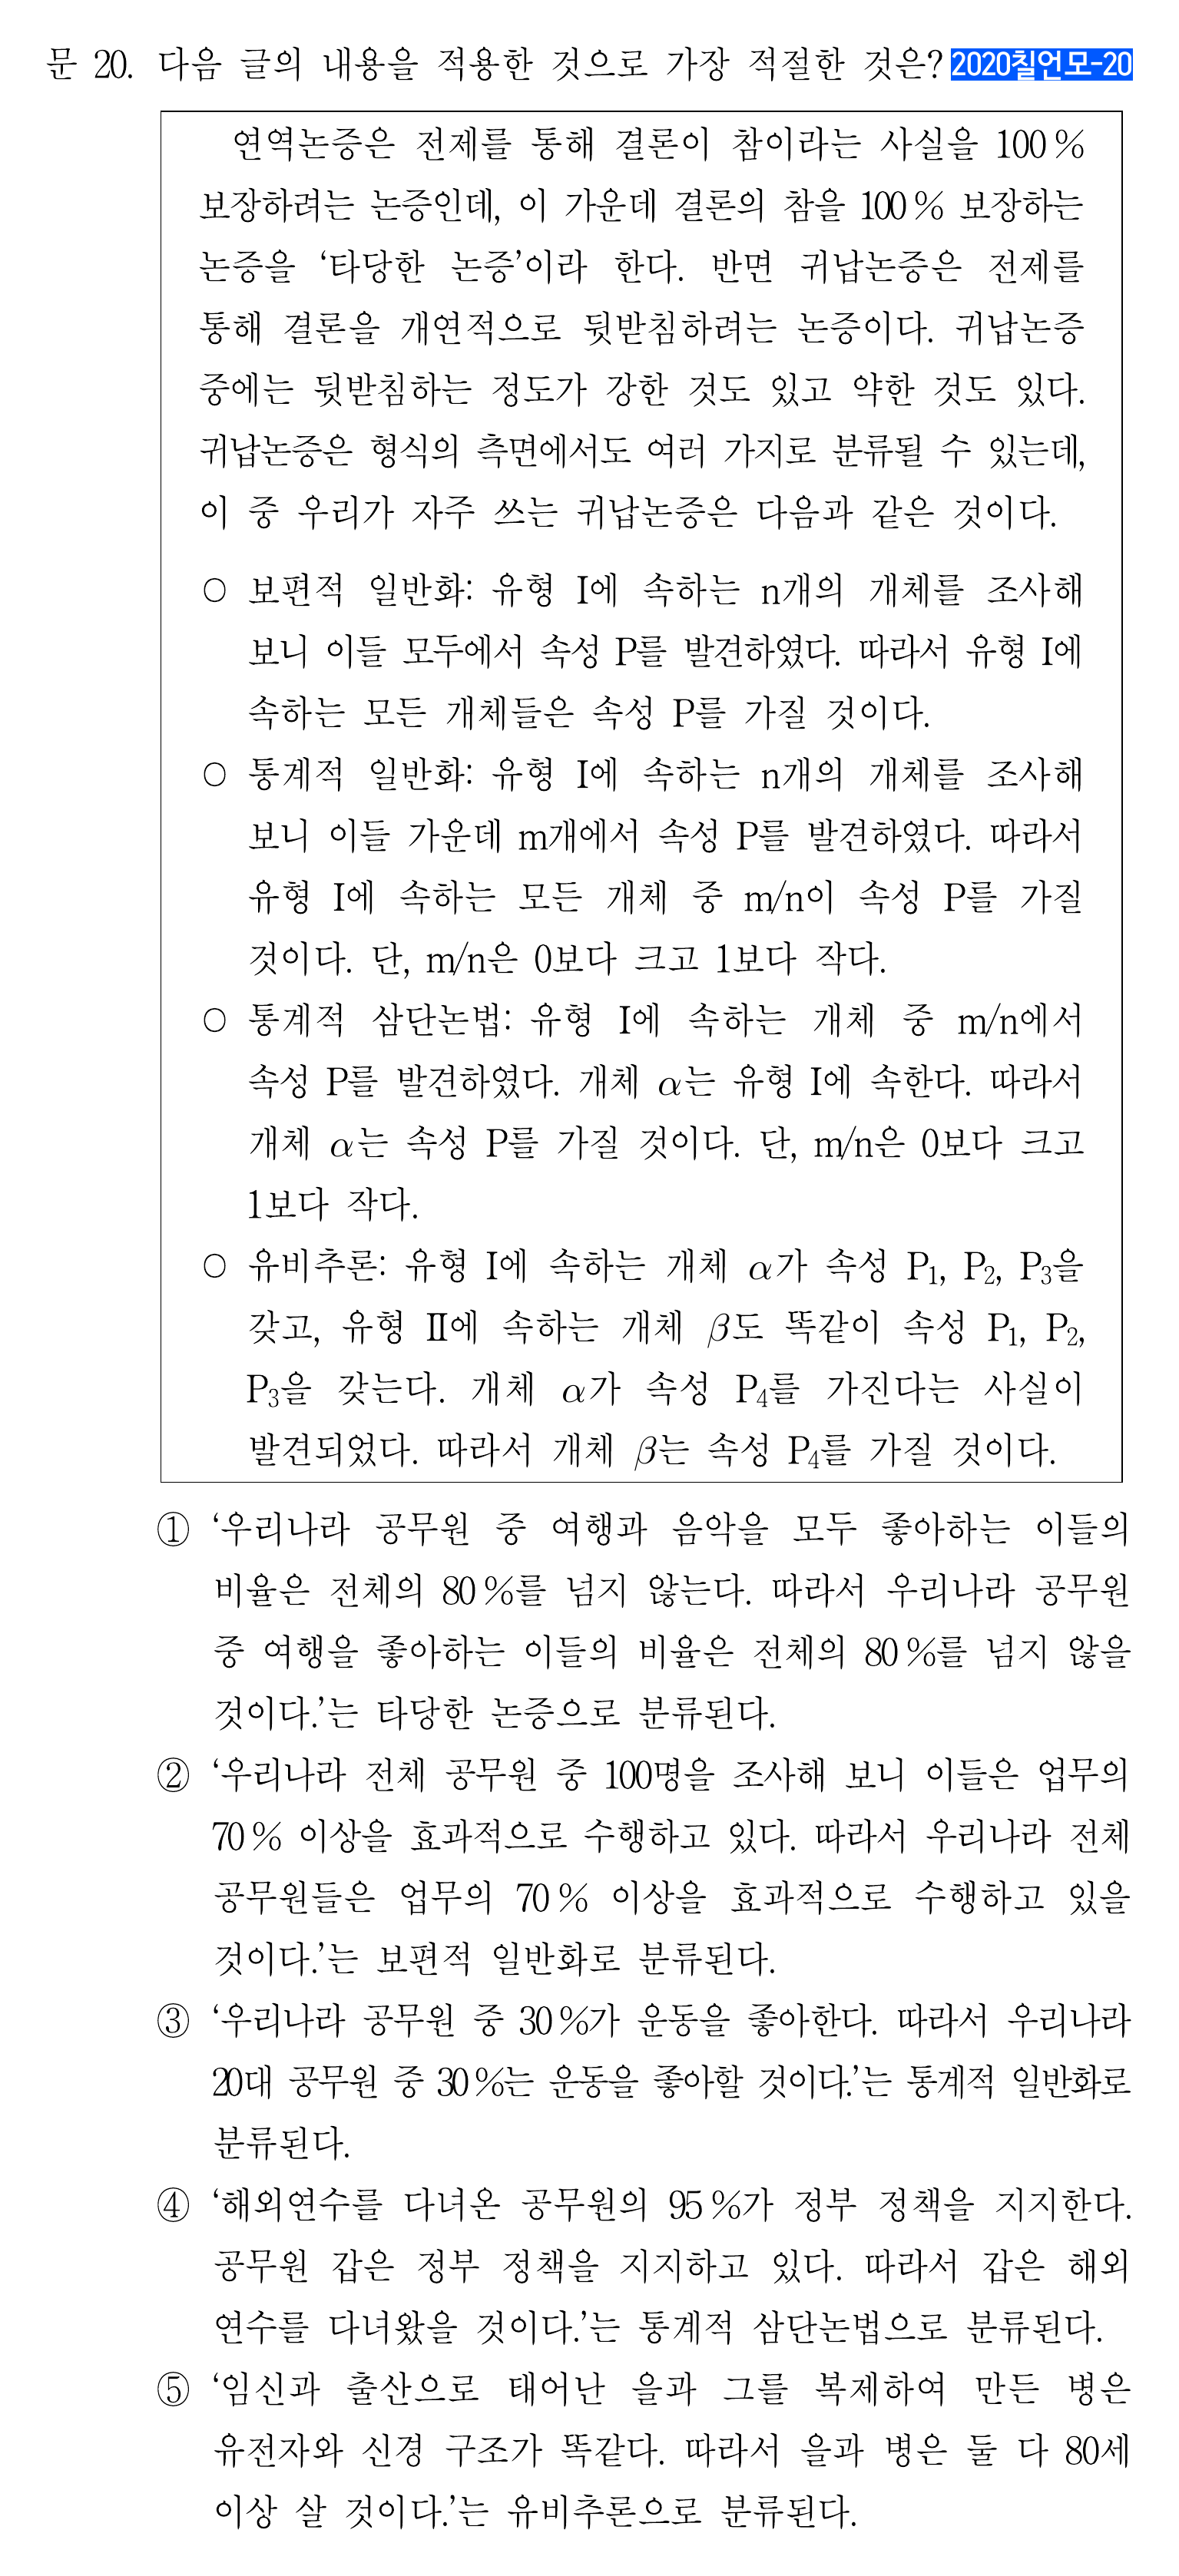 문 20. 다음 글의 내용을 적용한 것으로 가장 적절한 것은? 2020칠언모-20
연역논증은 전제를 통해 결론이 참이라는 사실을 100 %
보장하려는 논증인데, 이 가운데 결론의 참을 100 % 보장하는
논증을 ‘타당한 논증’이라 한다. 반면 귀납논증은 전제를
통해 결론을 개연적으로 뒷받침하려는 논증이다. 귀납논증
중에는 뒷받침하는 정도가 강한 것도 있고 약한 것도 있다.
귀납논증은 형식의 측면에서도 여러 가지로 분류될 수 있는데,
이 중 우리가 자주 쓰는 귀납논증은 다음과 같은 것이다.
○ 보편적 일반화: 유형 I에 속하는 n개의 개체를 조사해
보니 이들 모두에서 속성 P를 발견하였다. 따라서 유형 I에
속하는 모든 개체들은 속성 P를 가질 것이다.
○ 통계적 일반화: 유형 I에 속하는 n개의 개체를 조사해
보니 이들 가운데 m개에서 속성 P를 발견하였다. 따라서
유형 I에 속하는 모든 개체 중 m/n이 속성 P를 가질
것이다. 단, m/n은 0보다 크고 1보다 작다.
○ 통계적 삼단논법: 유형 I에 속하는 개체 중 m/n에서
속성 P를 발견하였다. 개체 α는 유형 I에 속한다. 따라서
개체 α는 속성 P를 가질 것이다. 단, m/n은 0보다 크고
1보다 작다.
○ 유비추론: 유형 I에 속하는 개체 α가 속성 P₁, P₂, P₃을
갖고, 유형 Ⅱ에 속하는 개체 β도 똑같이 속성 P₁, P₂,
P₃을 갖는다. 개체 α가 속성 P₄를 가진다는 사실이
발견되었다. 따라서 개체 β는 속성 P₄를 가질 것이다.
① ‘우리나라 공무원 중 여행과 음악을 모두 좋아하는 이들의
비율은 전체의 80 %를 넘지 않는다. 따라서 우리나라 공무원
중 여행을 좋아하는 이들의 비율은 전체의 80 %를 넘지 않을
것이다.’는 타당한 논증으로 분류된다.
② ‘우리나라 전체 공무원 중 100명을 조사해 보니 이들은 업무의
70 % 이상을 효과적으로 수행하고 있다. 따라서 우리나라 전체
공무원들은 업무의 70 % 이상을 효과적으로 수행하고 있을
것이다.’는 보편적 일반화로 분류된다.
③ ‘우리나라 공무원 중 30 %가 운동을 좋아한다. 따라서 우리나라
20대 공무원 중 30 %는 운동을 좋아할 것이다.’는 통계적 일반화로
분류된다.
④ ‘해외연수를 다녀온 공무원의 95 %가 정부 정책을 지지한다.
공무원 갑은 정부 정책을 지지하고 있다. 따라서 갑은 해외
연수를 다녀왔을 것이다.’는 통계적 삼단논법으로 분류된다.
⑤ ‘임신과 출산으로 태어난 을과 그를 복제하여 만든 병은
유전자와 신경 구조가 똑같다. 따라서 을과 병은 둘 다 80세
이상 살 것이다.’는 유비추론으로 분류된다.